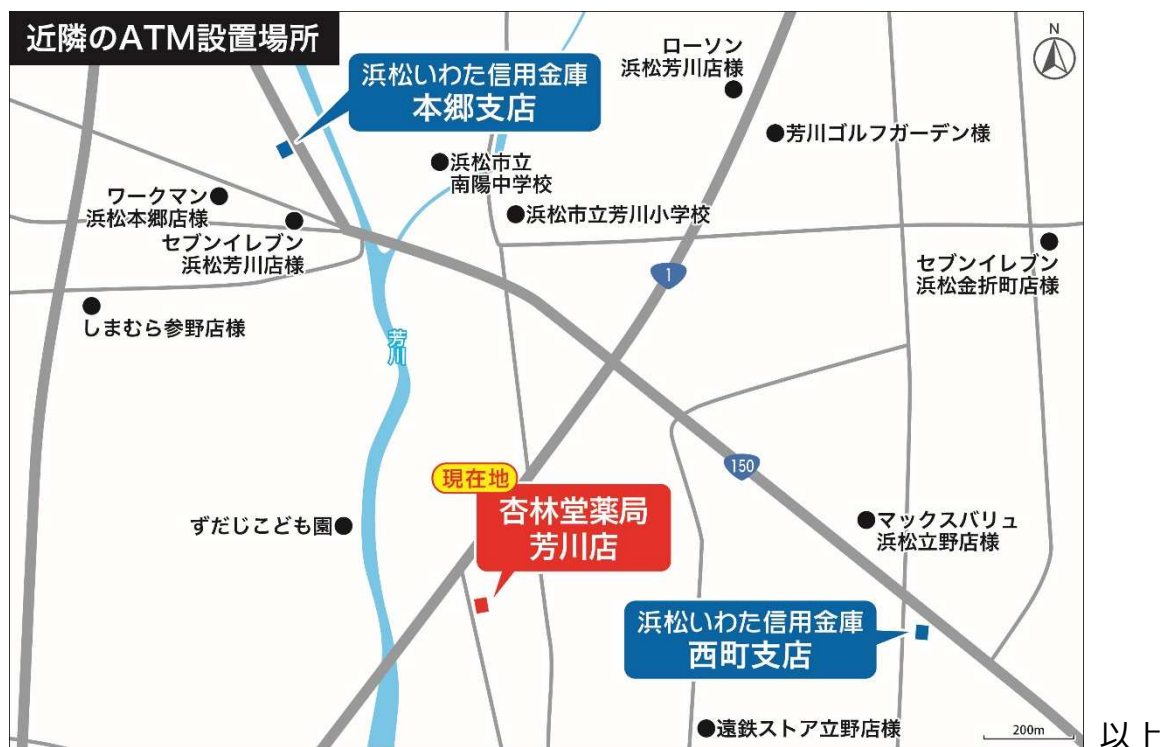 近隣のATM設置場所
N
ローソン
浜松芳川店様
浜松いわた信用金庫
本郷支店
芳川ゴルフガーデン様
浜松市立
南陽中学校
ワークマン
浜松本郷店様
浜松市立芳川小学校
セブンイレブン
浜松芳川店様
セブンイレブン
浜松金折町店様
1
しまむら参野店様
芳川
150
現在地
杏林堂薬局
芳川店
ずだじこども園
マックスバリュ
浜松立野店様
浜松いわた信用金庫
西町支店
遠鉄ストア立野店様
200m
以上